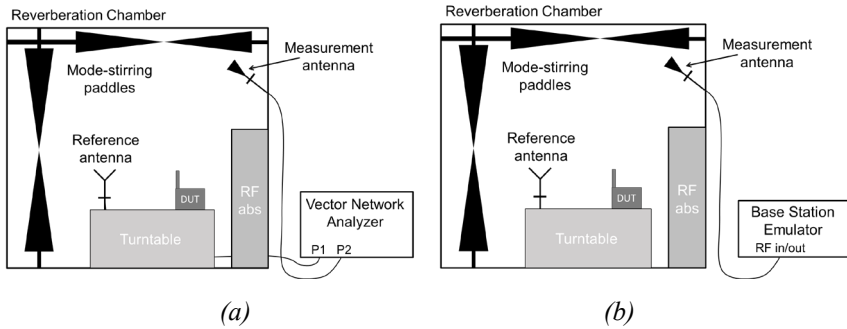 Reverberation Chamber
Measurement
antenna
Mode-stirring
paddles
Reference
antenna
DUT
RF
abs
Turntable
Vector Network
Analyzer
P1 P2
(a)
Reverberation Chamber
Measurement
antenna
Mode-stirring
paddles
Reference
antenna
DUT
RF
abs
Turntable
Base Station
Emulator
RF in/out
(b)